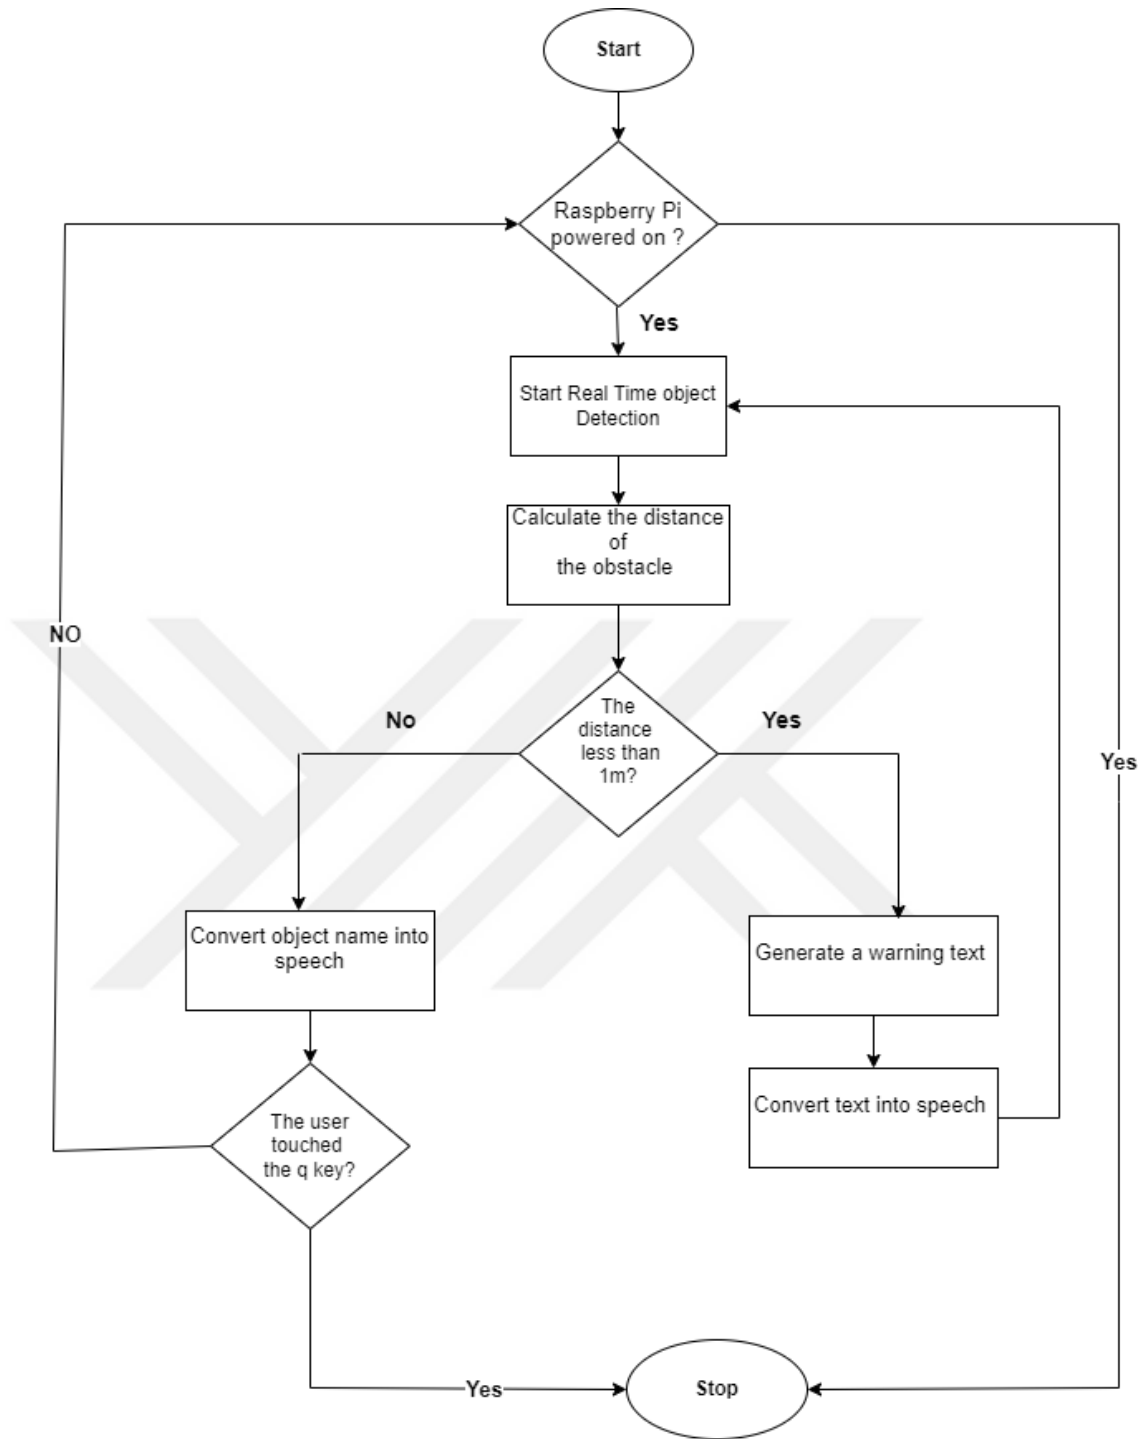 Start
Raspberry Pi
powered on ?
Yes
Start Real Time object
Detection
Calculate the distance
of
the obstacle
NO
No
The
distance
less than
1m?
Yes
Yes
Convert object name into
speech
Generate a warning text
The user
touched
the q key?
Convert text into speech
Yes
Stop